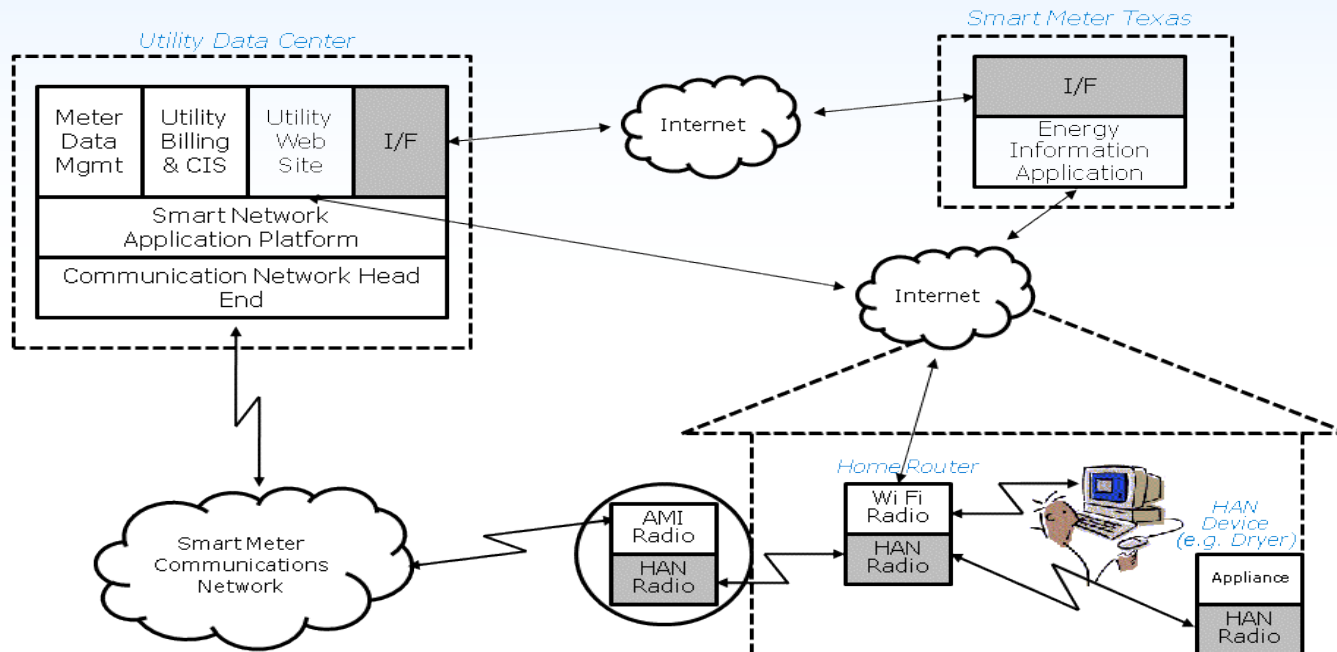 Utility Data Center
Smart Meter Texas
Meter
Data
Mgmt
Utility
Billing
& CIS
Utility
Web
Site
I/F
Internet
I/F
Energy
Information
Application
Smart Network
Application Platform
Communication Network Head
End
Internet
Home Router
Wi Fi
Radio
HAN
Radio
AMI
Radio
HAN
Radio
Smart Meter
Communications
Network
HAN
Device
(e.g. Dryer)
Appliance
HAN
Radio